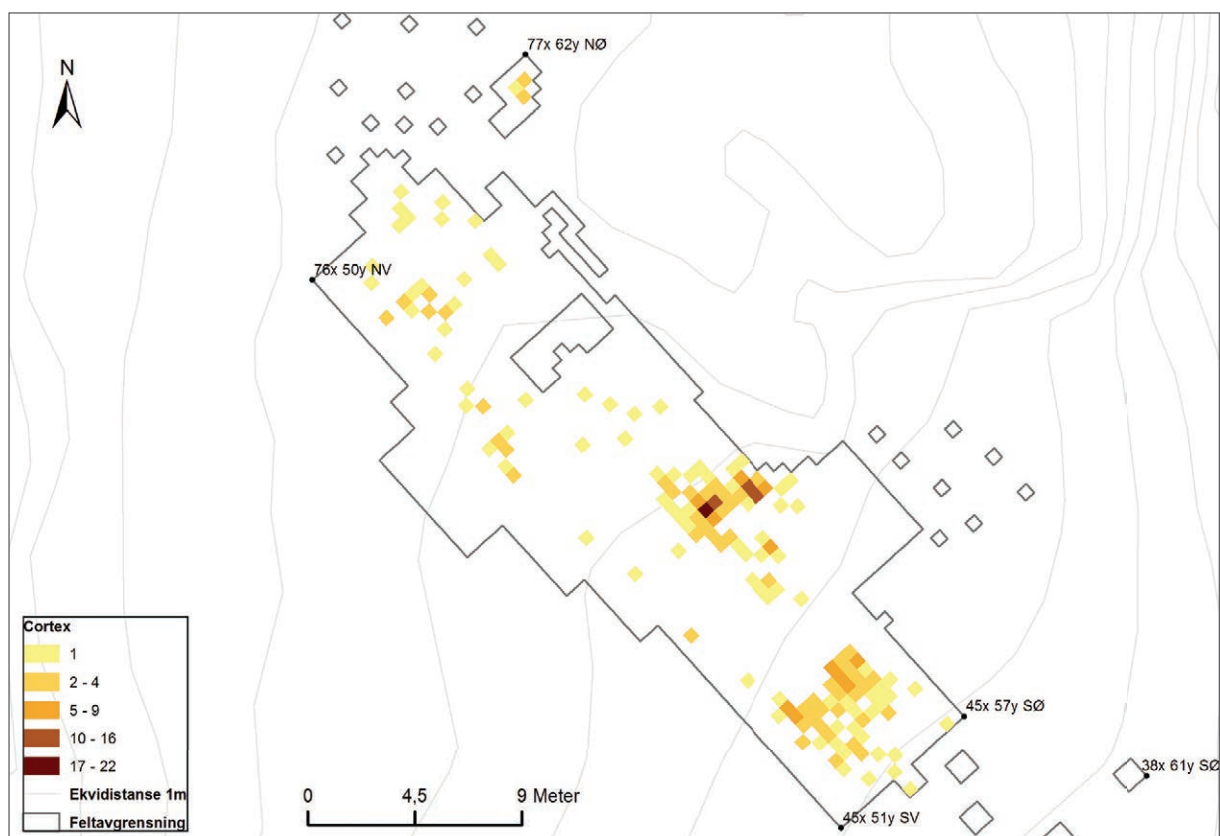 77x 62y NØ
N
76x 50y NV
45x 57y SØ
38x 61y SØ
45x 51y SV
Cortex
1
2 - 4
5 - 9
10 - 16
17 - 22
Ekvidistanse 1m
Feltavgrensning
0 4,5 9 Meter